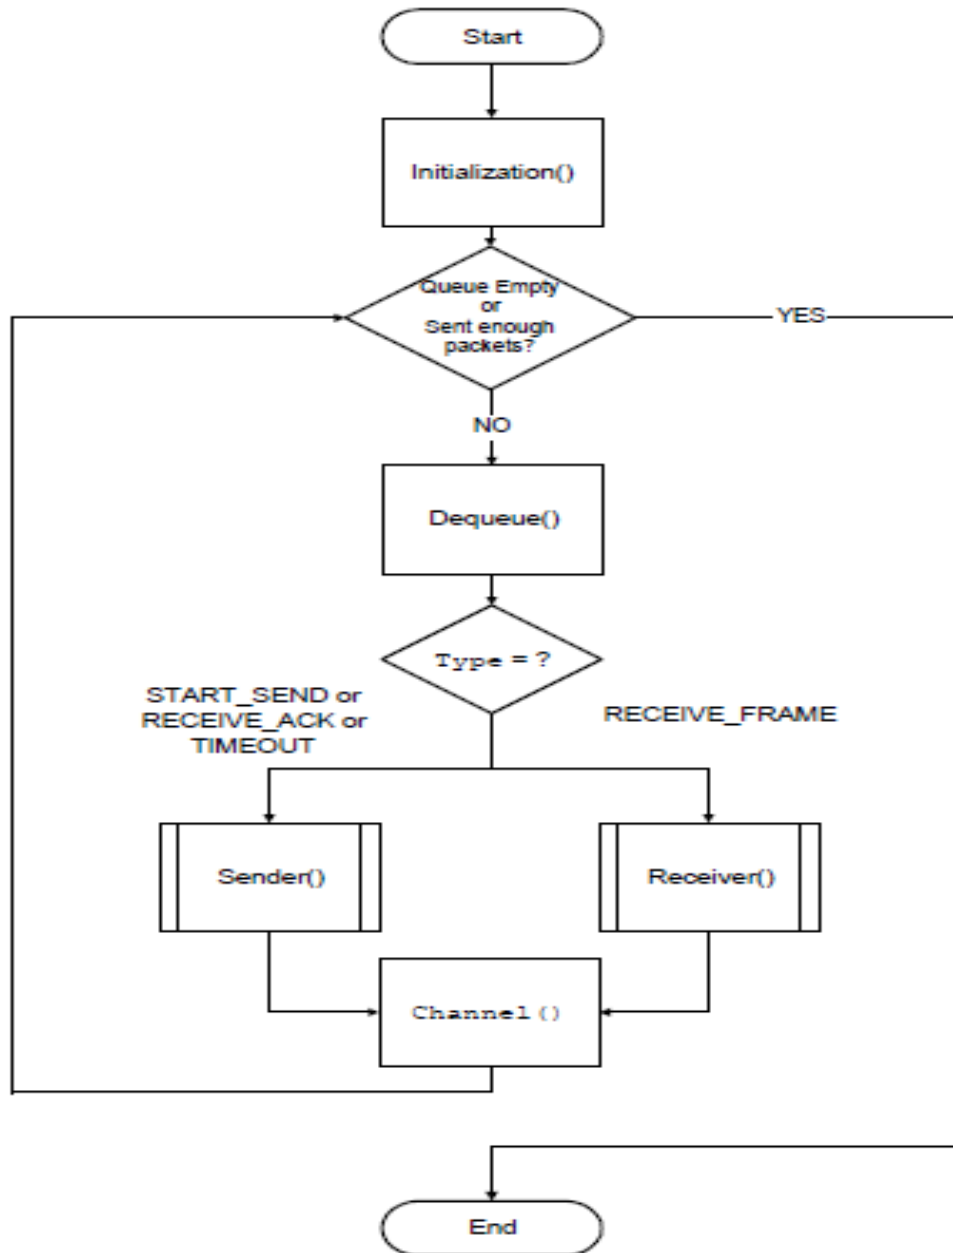 Start
Initialization()
Queue Empty
or
Sent enough
packets?
YES
NO
Dequeue()
Type = ?
START_SEND or
RECEIVE_ACK or
TIMEOUT
RECEIVE_FRAME
Sender()
Receiver()
Channel()
End